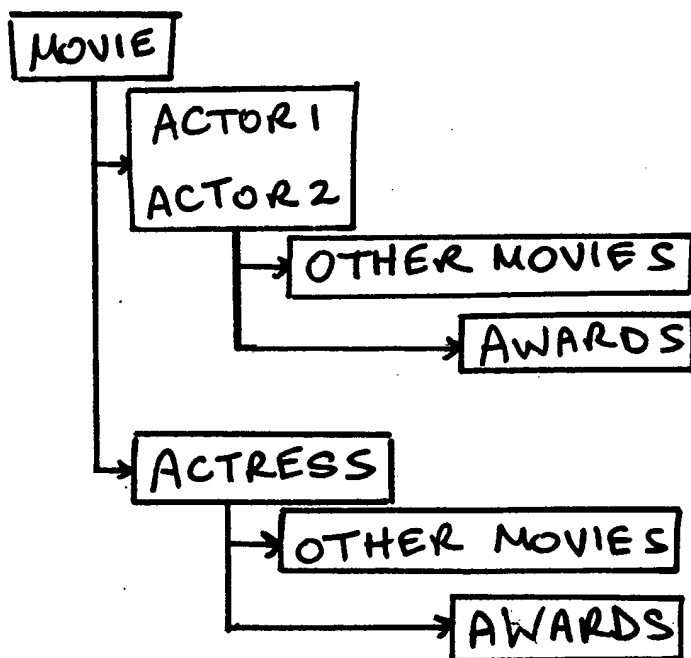 MOVIE
ACTOR 1
ACTOR 2
OTHER MOVIES
AWARDS
ACTRESS
OTHER MOVIES
AWARDS